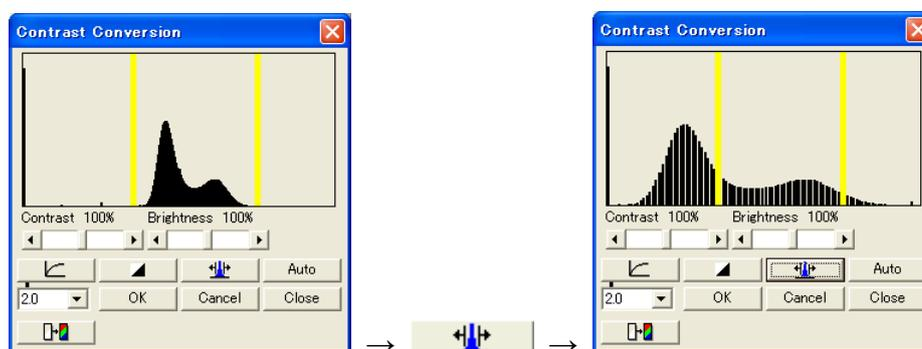 Contrast Conversion
Contrast 100% Brightness 100%
Auto
2.0 OK Cancel Close
→ →
Contrast Conversion
Contrast 100% Brightness 100%
Auto
2.0 OK Cancel Close